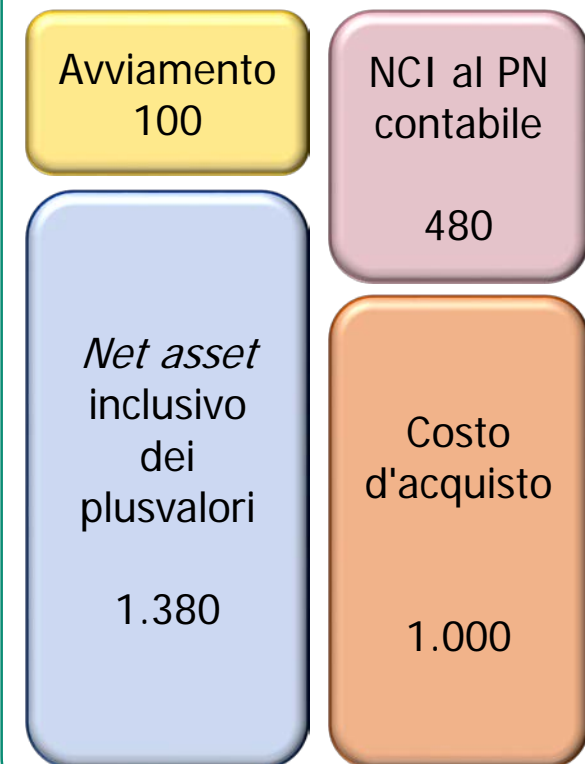 Avviamento
100
NCI al PN
contabile
480
Net asset
inclusivo
dei
plusvalori
1.380
Costo
d'acquisto
1.000